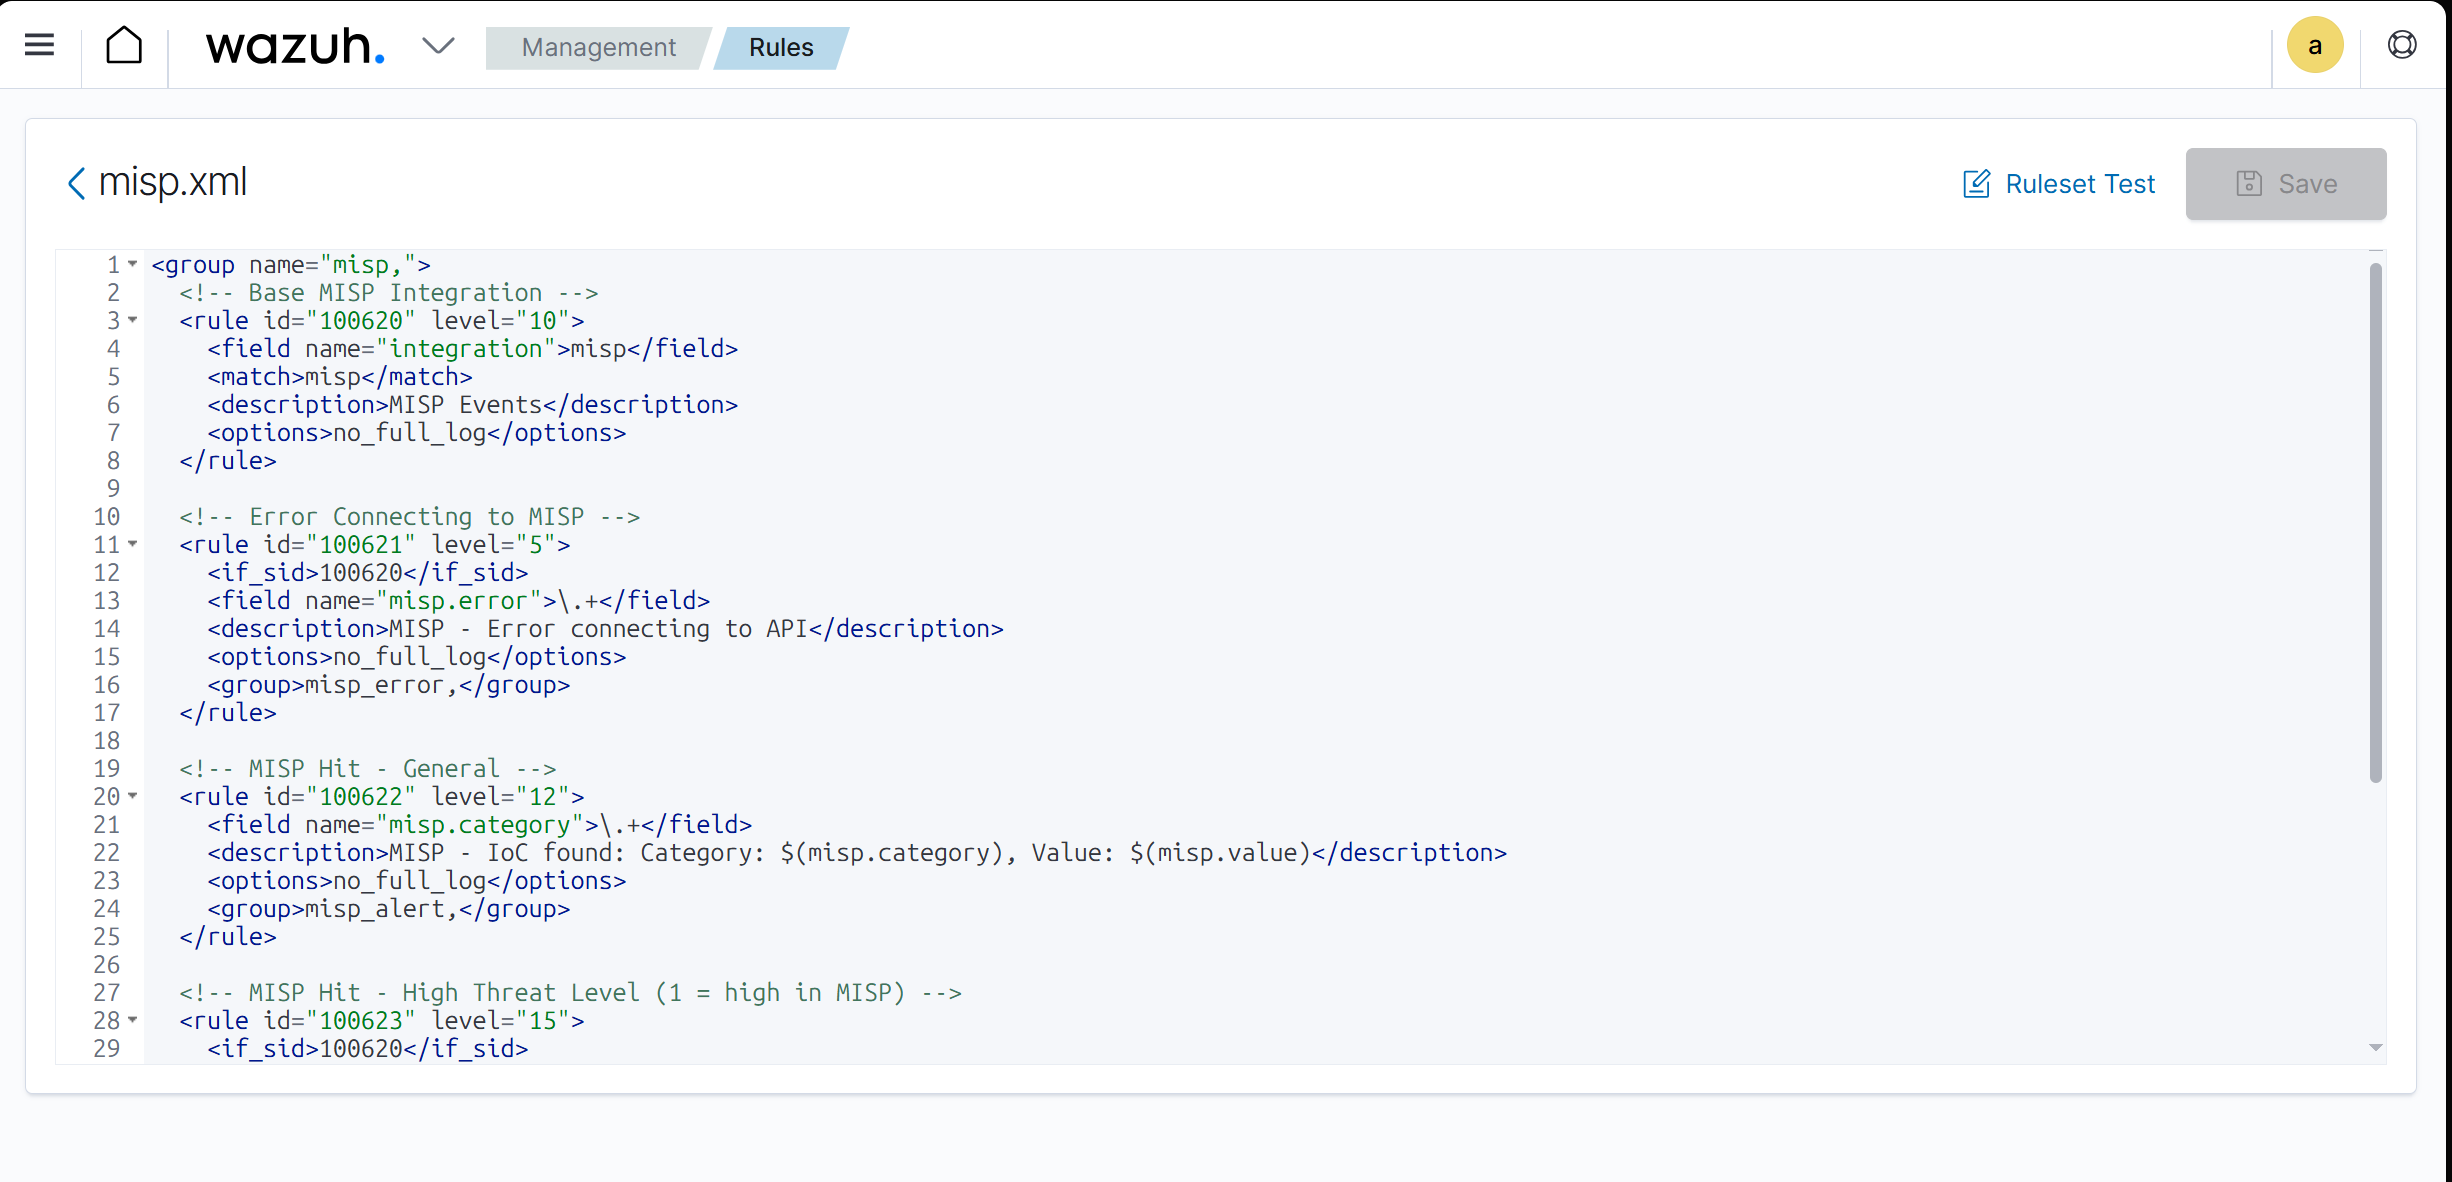 wazuh. Management Rules a
misp.xml Ruleset Test Save
1 <group name="misp,">
2   <!-- Base MISP Integration -->
3   <rule id="100620" level="10">
4     <field name="integration">misp</field>
5     <match>misp</match>
6     <description>MISP Events</description>
7     <options>no_full_log</options>
8   </rule>
9
10   <!-- Error Connecting to MISP -->
11   <rule id="100621" level="5">
12     <if_sid>100620</if_sid>
13     <field name="misp.error">\.+</field>
14     <description>MISP - Error connecting to API</description>
15     <options>no_full_log</options>
16     <group>misp_error,</group>
17   </rule>
18
19   <!-- MISP Hit - General -->
20   <rule id="100622" level="12">
21     <field name="misp.category">\.+</field>
22     <description>MISP - IoC found: Category: $(misp.category), Value: $(misp.value)</description>
23     <options>no_full_log</options>
24     <group>misp_alert,</group>
25   </rule>
26
27   <!-- MISP Hit - High Threat Level (1 = high in MISP) -->
28   <rule id="100623" level="15">
29     <if_sid>100620</if_sid>